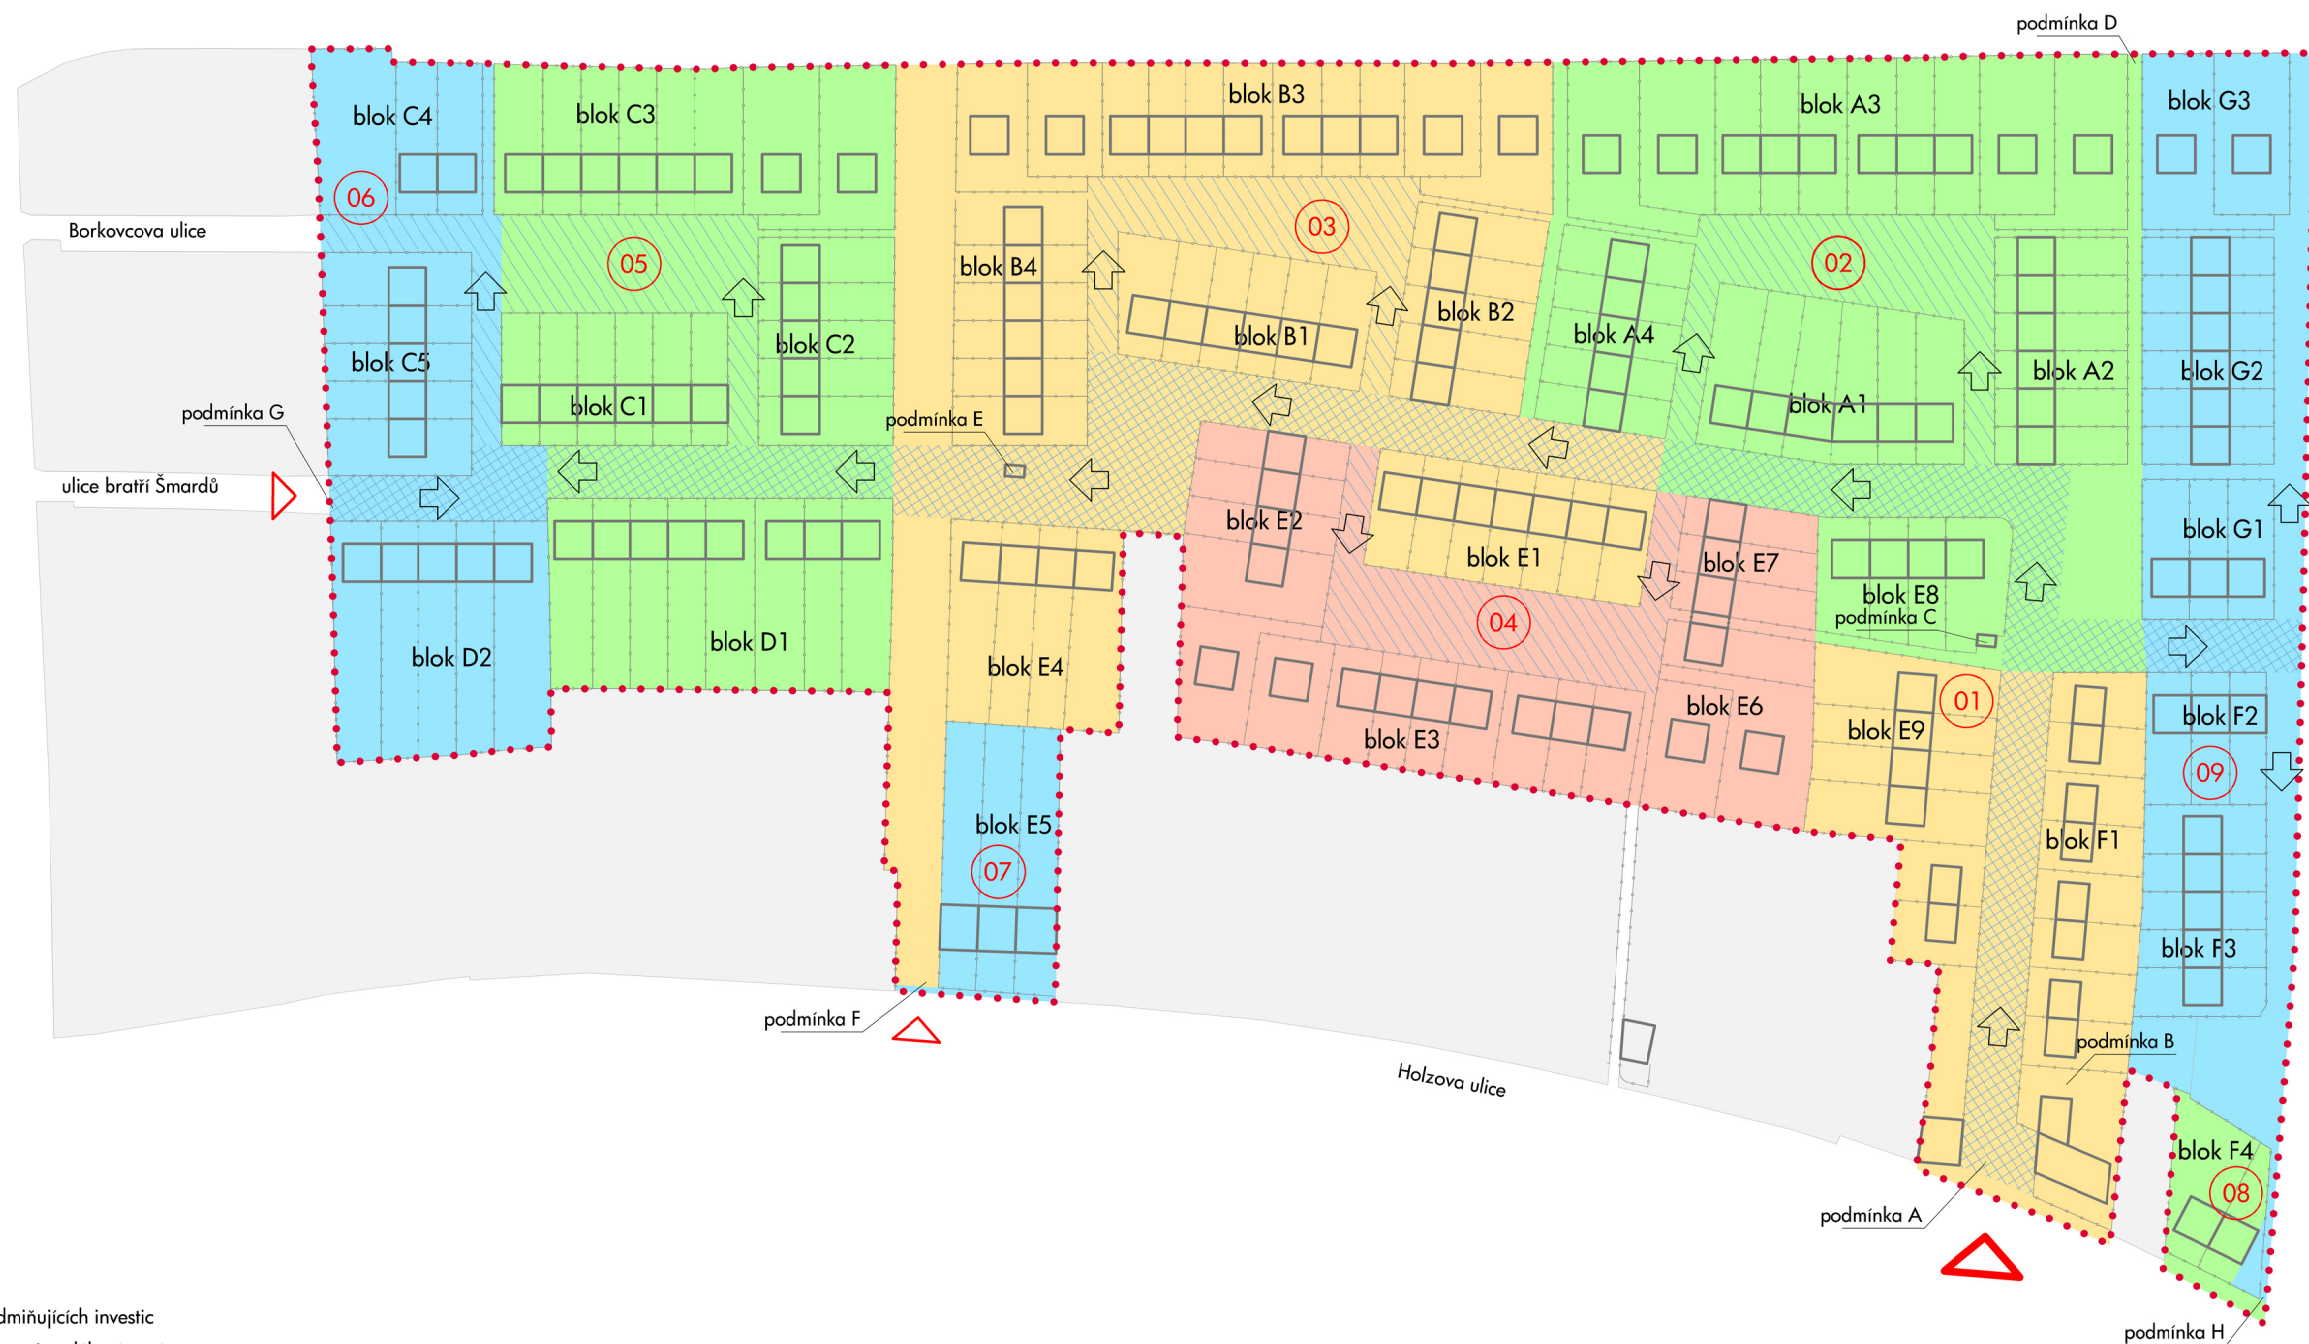 podmínka D
blok C4
blok C3
blok B3
blok A3
blok G3
06
Borkovcova ulice
05
03
02
blok B4
blok B1
blok B2
blok A4
blok A1
blok A2
blok G2
blok C5
blok C1
blok C2
podmínka G
podmínka E
ulice bratří Šmardů
blok E2
blok E1
blok E7
blok E8
podmínka C
blok G1
04
blok D2
blok D1
blok E4
blok E3
blok E6
blok E9
01
blok F2
09
blok E5
07
blok F1
blok F3
podmínka F
podmínka B
Holzova ulice
blok F4
08
podmínka A
dmiňujících investic
podmínka H